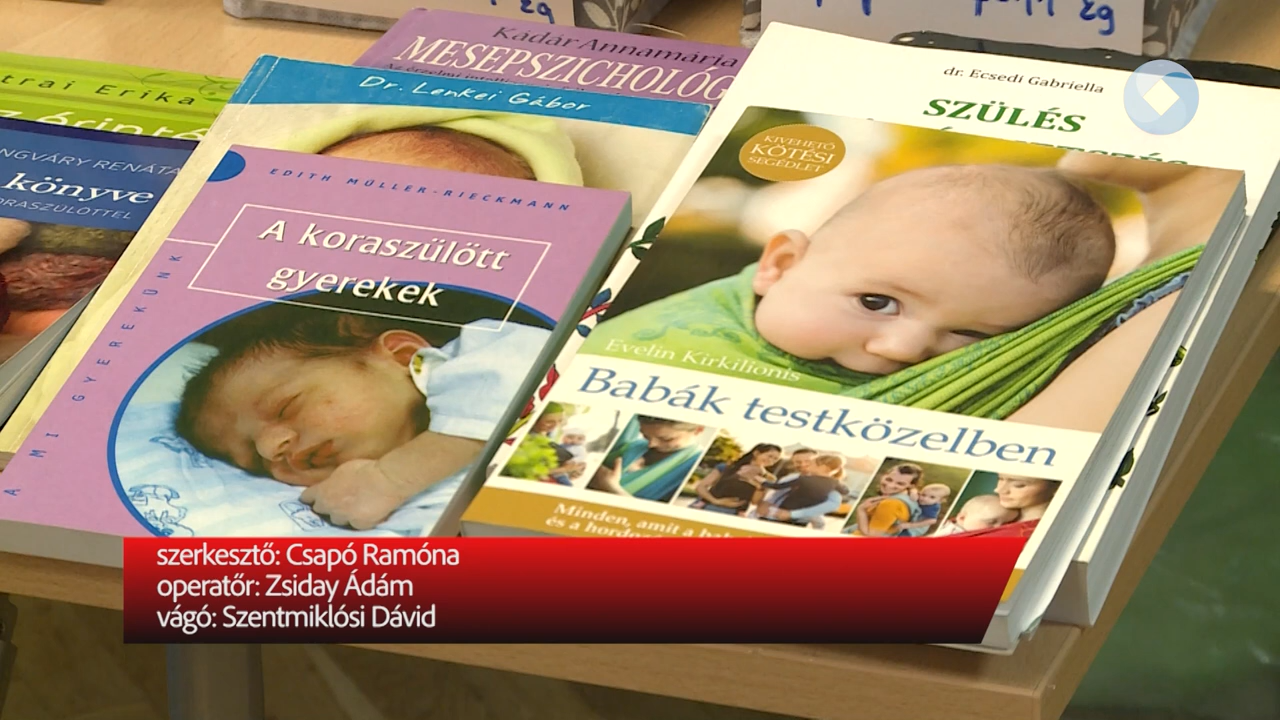 Kádár Annamária
MESEPSZICHOLÓG
dr. Ecsedi Gabriella
SZÜLÉS
trai Erika
Dr. Lenkei Gábor
NGVÁRY RENÁTA
könyve
ORASZÜLÖTTEL
EDITH MÜLLER-RIECKMANN
A koraszülött
gyerekek
A MI GYEREKÜNK
KIVEHETŐ
KÖTÉSI
SEGÉDLET
Evelin Kirkilionis
Babák testközelben
Minden, amit a
és a
szerkesztő: Csapó Ramóna
operatőr: Zsiday Ádám
vágó: Szentmiklósi Dávid